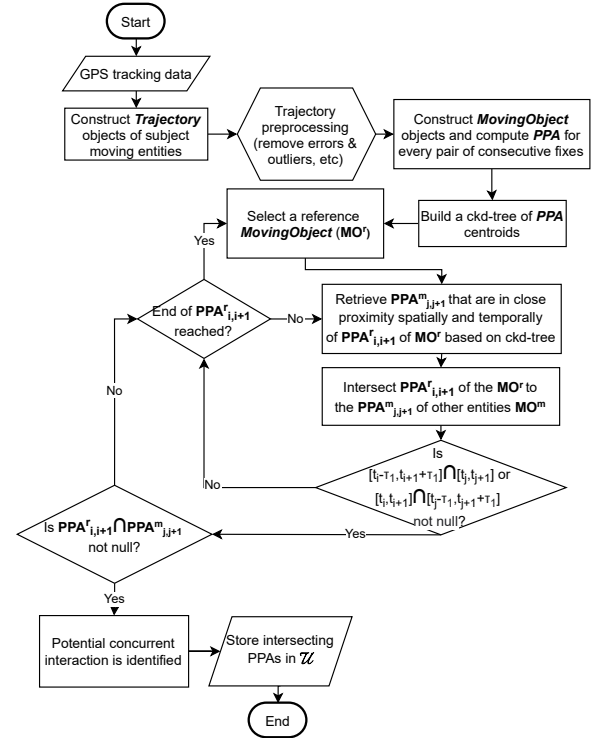 Start
GPS tracking data
Construct Trajectory
objects of subject
moving entities
Trajectory
preprocessing
(remove errors &
outliers, etc)
Construct MovingObject
objects and compute PPA for
every pair of consecutive fixes
Build a ckd-tree of PPA
centroids
Select a reference
MovingObject (MOʳ)
Yes
End of PPAʳᵢ,ᵢ₊₁
reached?
No
Retrieve PPAᵐⱼ,ⱼ₊₁ that are in close
proximity spatially and temporally
of PPAʳᵢ,ᵢ₊₁ of MOʳ based on ckd-tree
Intersect PPAʳᵢ,ᵢ₊₁ of the MOʳ to
the PPAᵐⱼ,ⱼ₊₁ of other entities MOᵐ
Is
[tᵢ-τ₁,tᵢ₊₁+τ₁]⋂[tⱼ,tⱼ₊₁] or
[tᵢ,tᵢ₊₁]⋂[tⱼ-τ₁,tⱼ₊₁+τ₁]
not null?
No
Yes
No
Is PPAʳᵢ,ᵢ₊₁⋂PPAᵐⱼ,ⱼ₊₁
not null?
Yes
Potential concurrent
interaction is identified
Store intersecting
PPAs in 𝒰
End